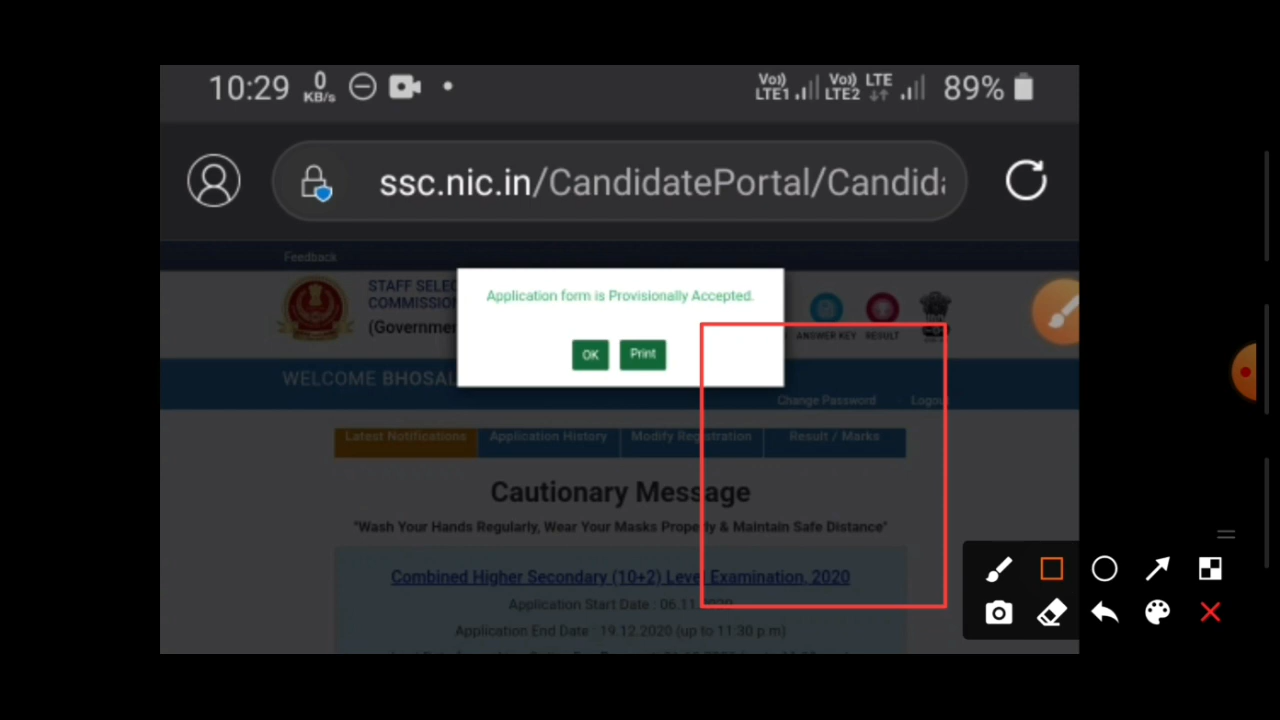 10:29 0 KB/s Vo)) LTE1 Vo)) LTE2 LTE 89%
ssc.nic.in/CandidatePortal/Candida
Feedback
STAFF SELEC
COMMISSION
(Governmen
Application form is Provisionally Accepted.
OK Print
ANSWER KEY RESULT
WELCOME BHOSAL
Change Password Logout
Latest Notifications Application History Modify Registration Result / Marks
Cautionary Message
"Wash Your Hands Regularly, Wear Your Masks Properly & Maintain Safe Distance"
Combined Higher Secondary (10+2) Level Examination, 2020
Application Start Date : 06.11.2020
Application End Date : 19.12.2020 (up to 11:30 p m)